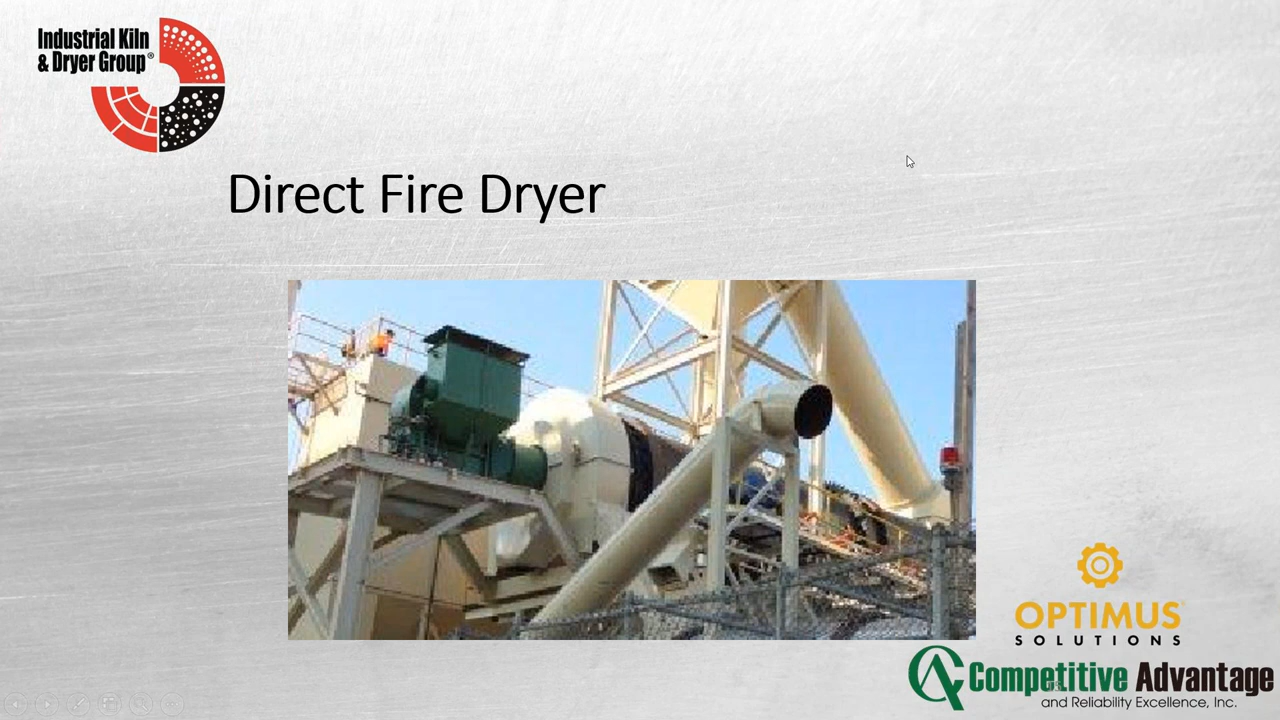 Industrial Kiln
& Dryer Group®
Direct Fire Dryer
OPTIMUS
SOLUTIONS
Competitive Advantage
and Reliability Excellence, Inc.